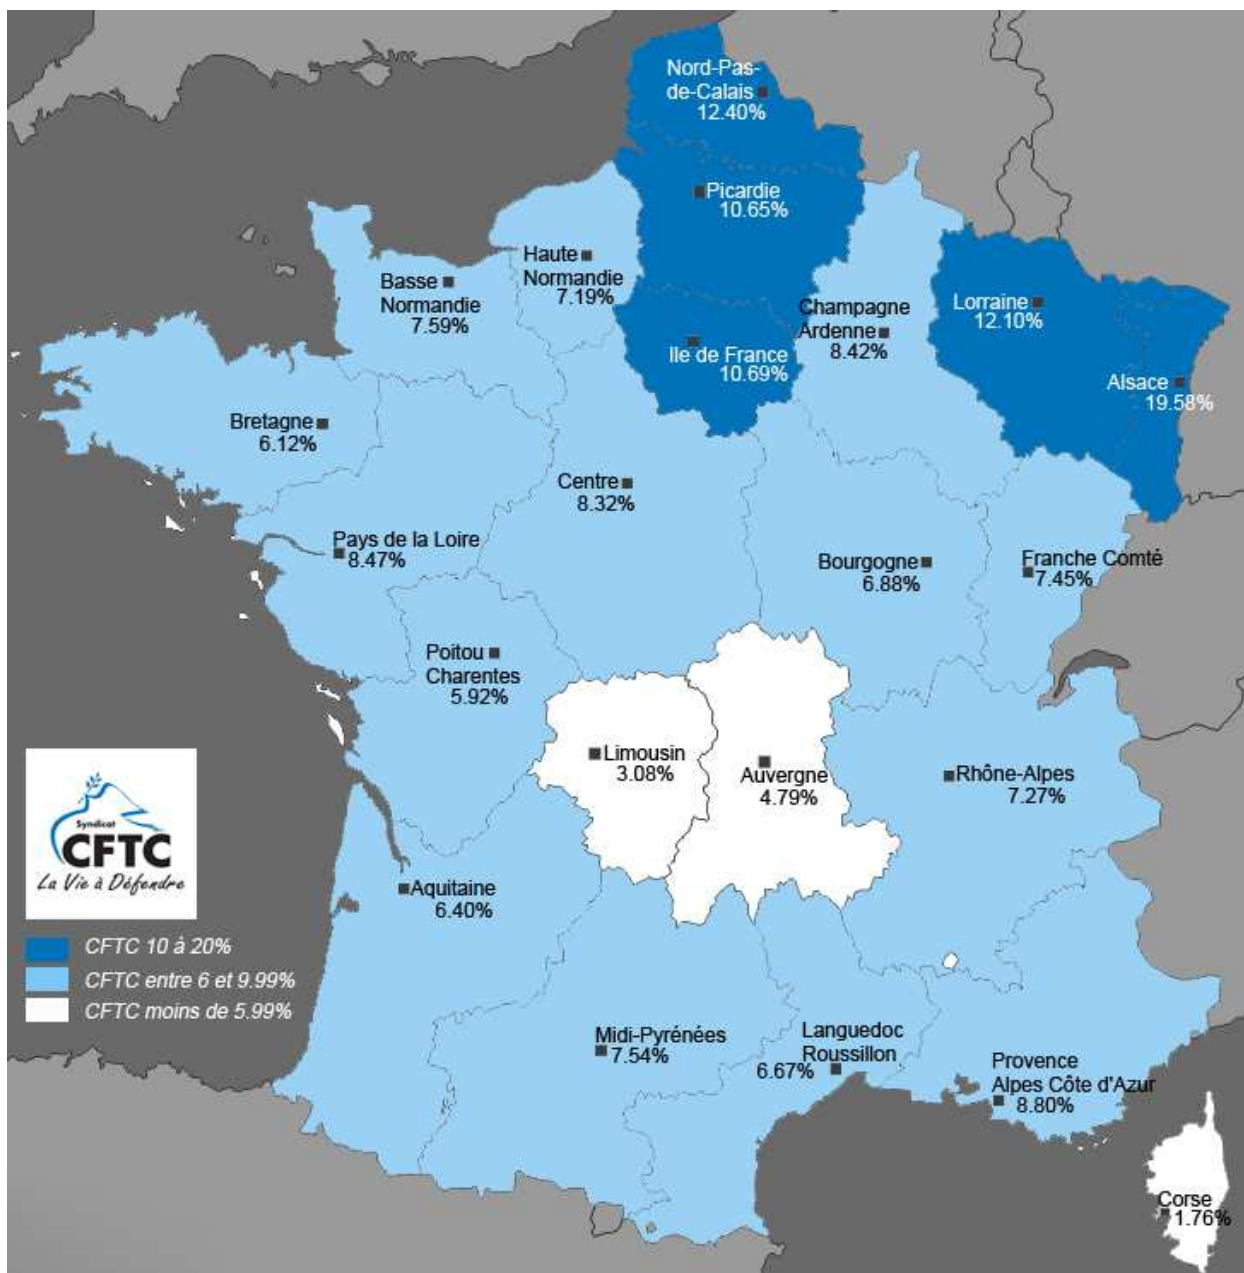 Nord-Pas-
de-Calais
12.40%
Picardie
10.65%
Haute
Normandie
7.19%
Basse
Normandie
7.59%
Champagne
Ardenne
8.42%
Lorraine
12.10%
Ile de France
10.69%
Alsace
19.58%
Bretagne
6.12%
Centre
8.32%
Pays de la Loire
8.47%
Bourgogne
6.88%
Franche Comté
7.45%
Poitou
Charentes
5.92%
Limousin
3.08%
Auvergne
4.79%
Rhône-Alpes
7.27%
Syndicat
CFTC
La Vie à Défendre
Aquitaine
6.40%
CFTC 10 à 20%
CFTC entre 6 et 9.99%
CFTC moins de 5.99%
Midi-Pyrénées
7.54%
Languedoc
Roussillon
6.67%
Provence
Alpes Côte d'Azur
8.80%
Corse
1.76%